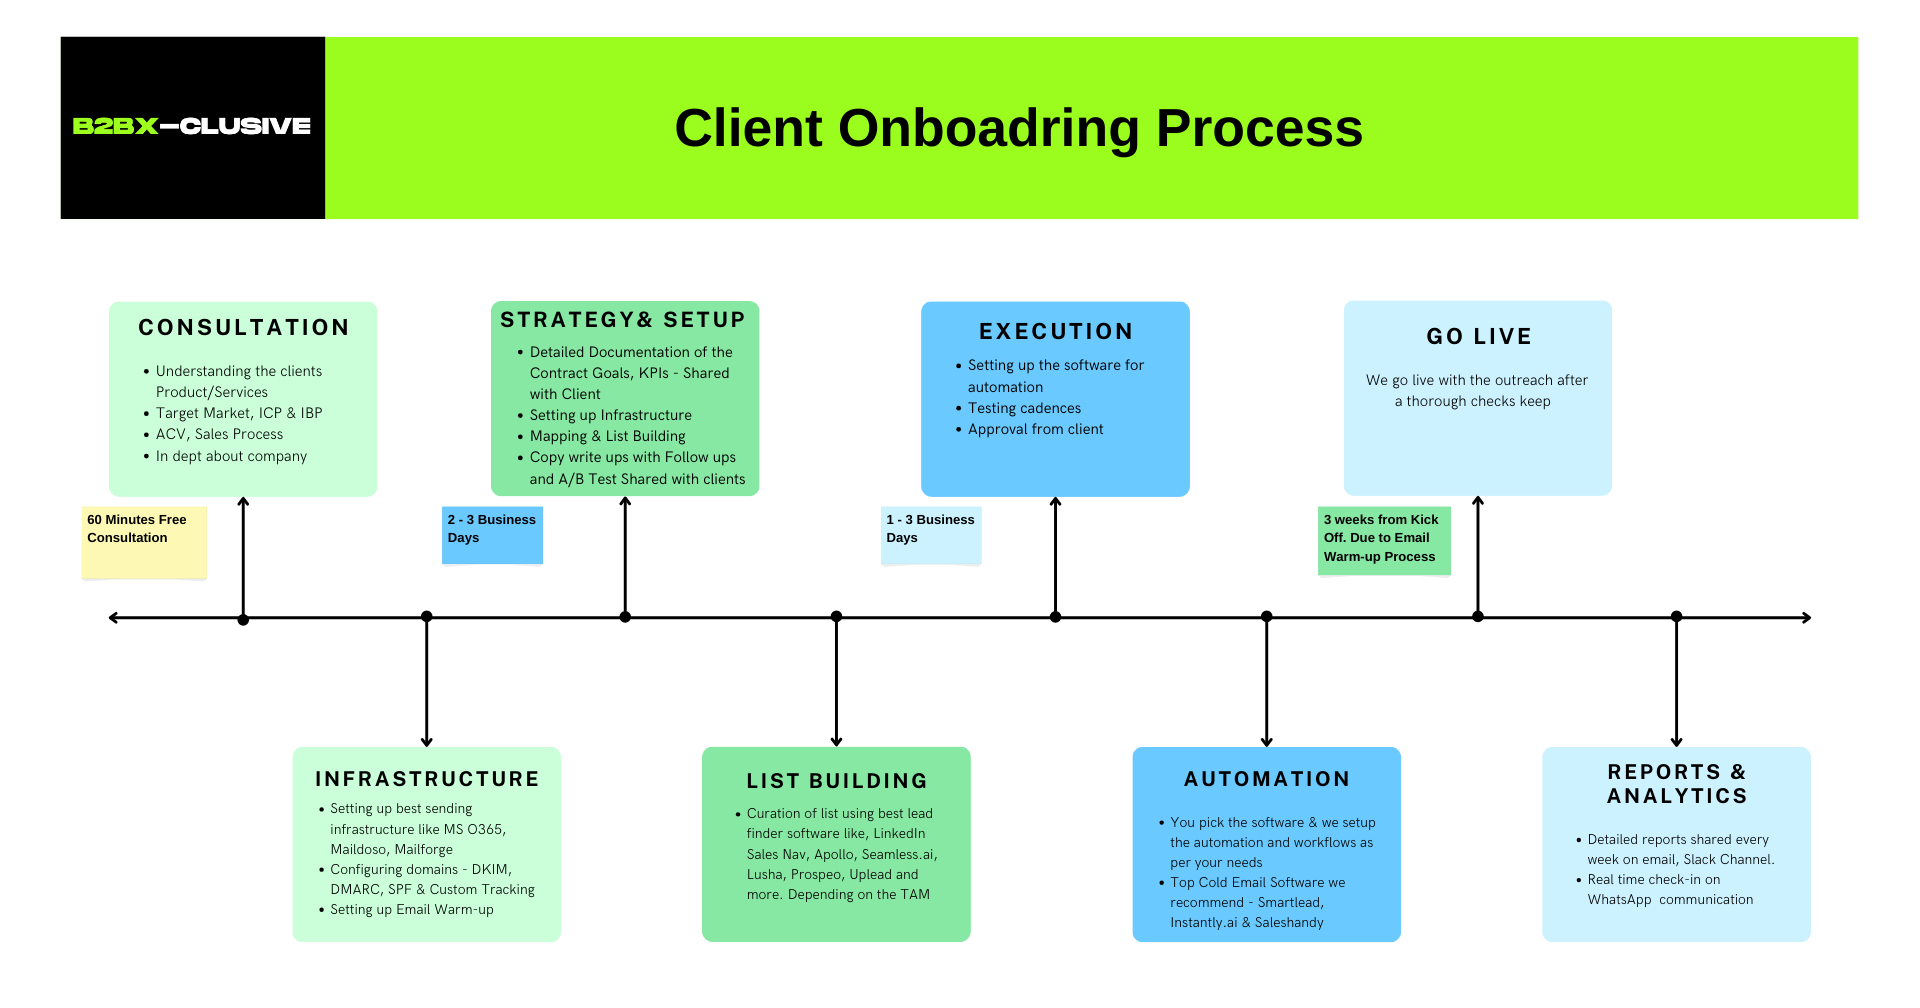 B2BX-CLUSIVE
Client Onboadring Process
CONSULTATION
• Understanding the clients
Product/Services
• Target Market, ICP & IBP
• ACV, Sales Process
• In dept about company
60 Minutes Free
Consultation
STRATEGY& SETUP
• Detailed Documentation of the
Contract Goals, KPIs - Shared
with Client
• Setting up Infrastructure
• Mapping & List Building
• Copy write ups with Follow ups
and A/B Test Shared with clients
2 - 3 Business
Days
EXECUTION
• Setting up the software for
automation
• Testing cadences
• Approval from client
1 - 3 Business
Days
GO LIVE
We go live with the outreach after
a thorough checks keep
3 weeks from Kick
Off. Due to Email
Warm-up Process
INFRASTRUCTURE
• Setting up best sending
infrastructure like MS O365,
Maildoso, Mailforge
• Configuring domains - DKIM,
DMARC, SPF & Custom Tracking
• Setting up Email Warm-up
LIST BUILDING
• Curation of list using best lead
finder software like, LinkedIn
Sales Nav, Apollo, Seamless.ai,
Lusha, Prospeo, Uplead and
more. Depending on the TAM
AUTOMATION
• You pick the software & we setup
the automation and workflows as
per your needs
• Top Cold Email Software we
recommend - Smartlead,
Instantly.ai & Saleshandy
REPORTS &
ANALYTICS
• Detailed reports shared every
week on email, Slack Channel.
• Real time check-in on
WhatsApp communication